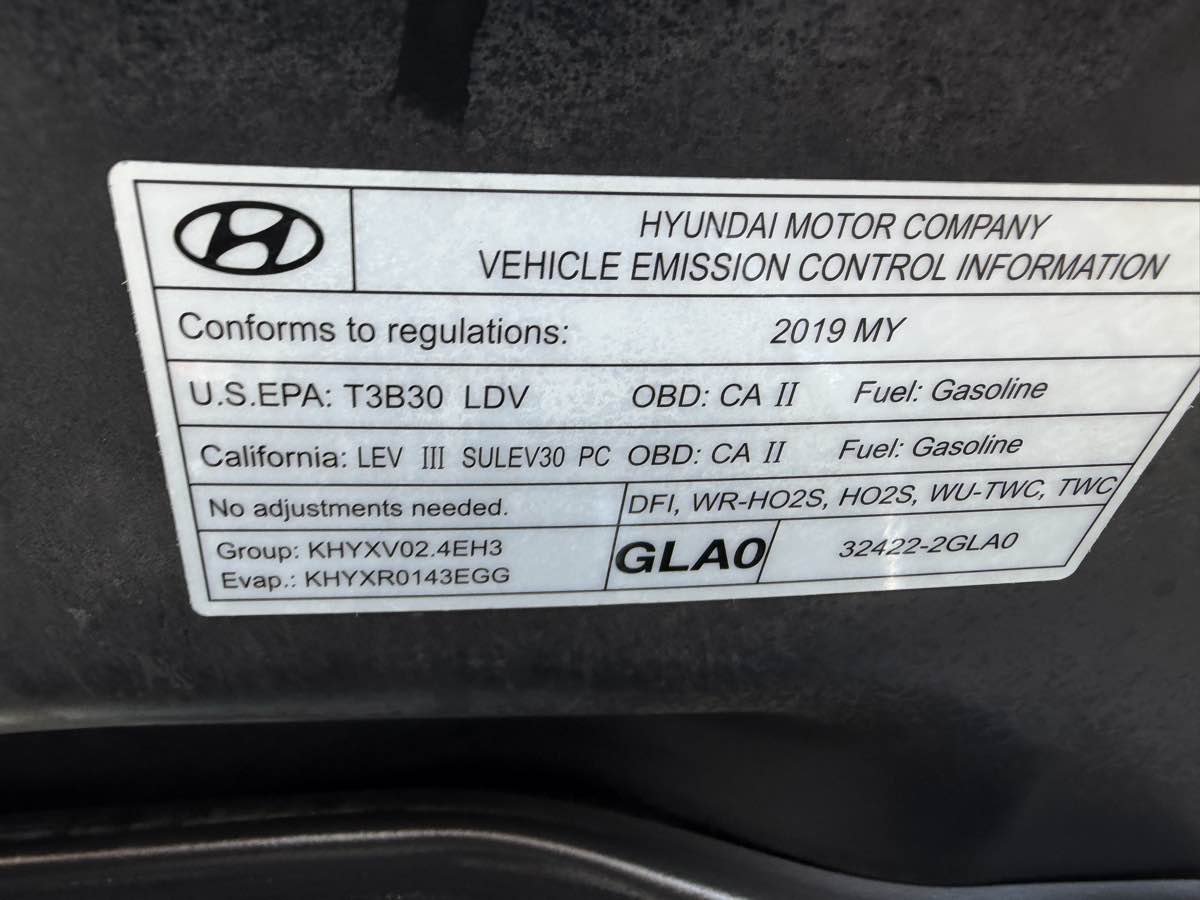 HYUNDAI MOTOR COMPANY
VEHICLE EMISSION CONTROL INFORMATION
Conforms to regulations: 2019 MY
U.S.EPA: T3B30 LDV OBD: CA II Fuel: Gasoline
California: LEV III SULEV30 PC OBD: CA II Fuel: Gasoline
No adjustments needed. DFI, WR-HO2S, HO2S, WU-TWC, TWC
Group: KHYXV02.4EH3
Evap.: KHYXR0143EGG
GLA0 32422-2GLA0